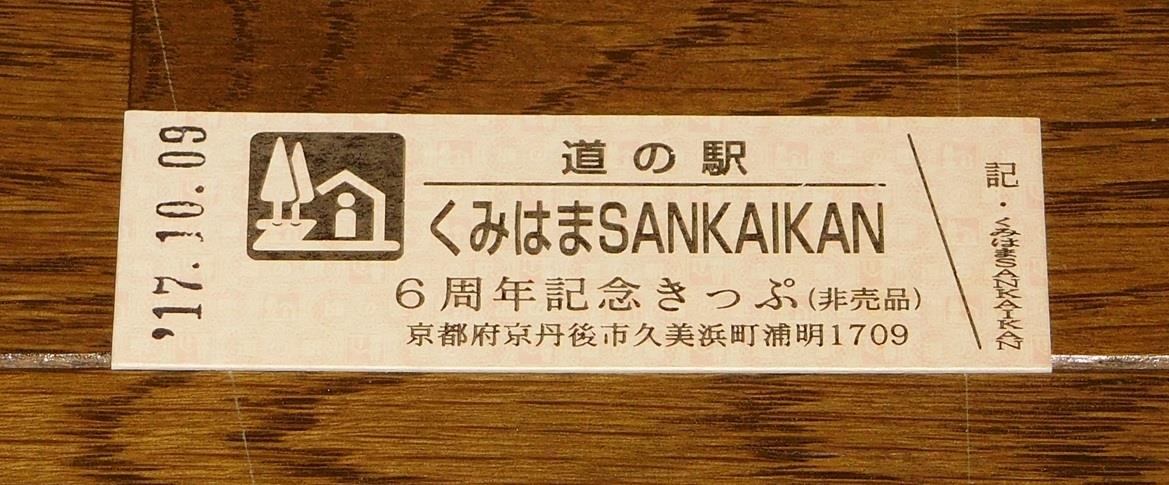 '17.10.09
道の駅
くみはまSANKAIKAN
6周年記念きっぷ(非売品)
京都府京丹後市久美浜町浦明1709
記・くみはまSANKAIKAN